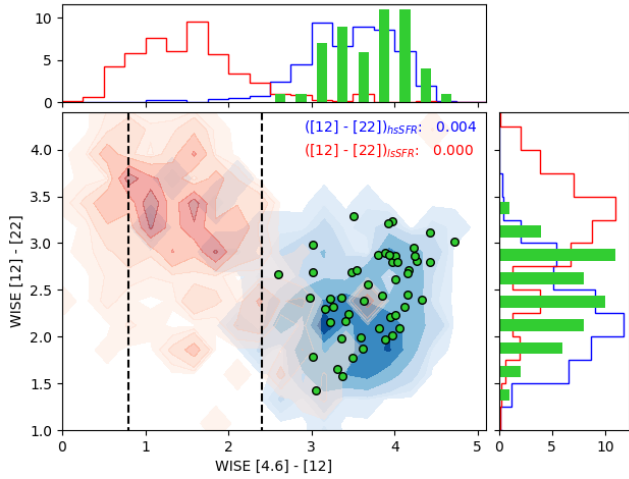 10
5
0
([12] - [22])hsSFR: 0.004
([12] - [22])lsSFR: 0.000
4.0
3.5
3.0
2.5
2.0
1.5
1.0
WISE [12] - [22]
0 1 2 3 4 5
0 5 10
WISE [4.6] - [12]